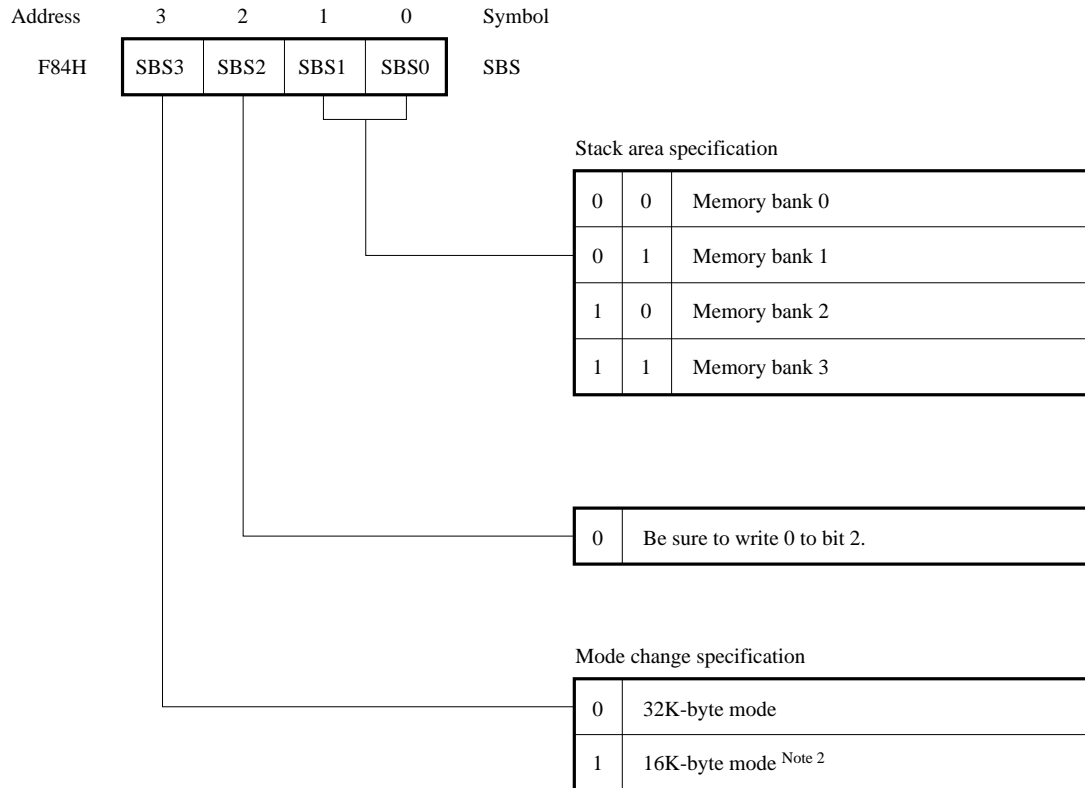 Address 3 2 1 0 Symbol
F84H SBS3 SBS2 SBS1 SBS0 SBS
Stack area specification
0 0 Memory bank 0
0 1 Memory bank 1
1 0 Memory bank 2
1 1 Memory bank 3
0 Be sure to write 0 to bit 2.
Mode change specification
0 32K-byte mode
1 16K-byte mode Note 2